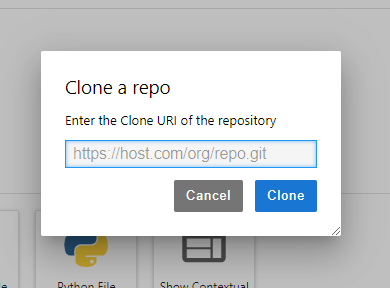 Clone a repo
Enter the Clone URI of the repository
https://host.com/org/repo.git
Cancel Clone
Python File Show Contextual